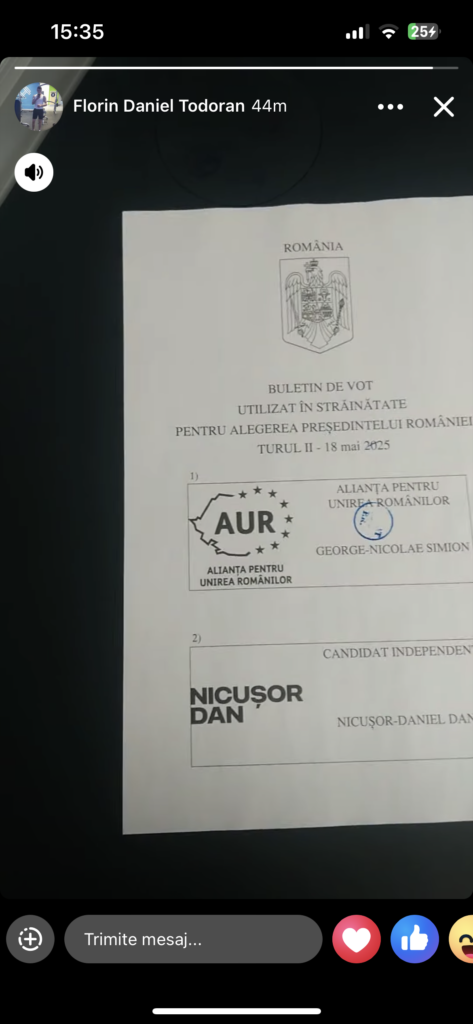 15:35
25
Florin Daniel Todoran 44m
ROMÂNIA
BULETIN DE VOT
UTILIZAT ÎN STRĂINĂTATE
PENTRU ALEGEREA PREȘEDINTELUI ROMÂNIEI
TURUL II - 18 mai 2025
1)
AUR
ALIANȚA PENTRU
UNIREA ROMÂNILOR
ALIANȚA PENTRU
UNIREA ROMÂNILOR
GEORGE-NICOLAE SIMION
2)
NICUȘOR
DAN
CANDIDAT INDEPENDEN
NICUȘOR-DANIEL DAN
Trimite mesaj...